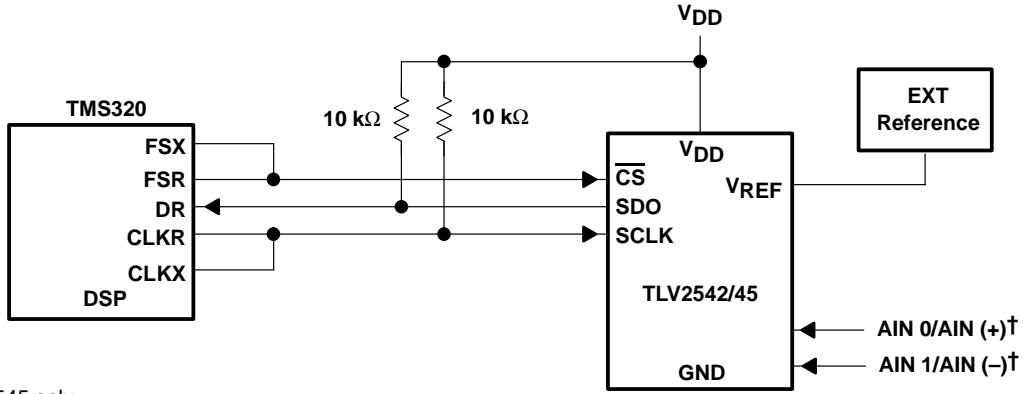 VDD
TMS320
10 kΩ
10 kΩ
EXT
Reference
FSX
FSR
DR
CLKR
CLKX
DSP
VDD
CS
SDO
SCLK
VREF
TLV2542/45
GND
AIN 0/AIN (+)†
AIN 1/AIN (–)†